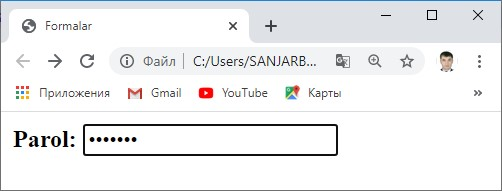 Formalar
Файл C:/Users/SANJARB...
Приложения Gmail YouTube Карты
Parol: •••••••